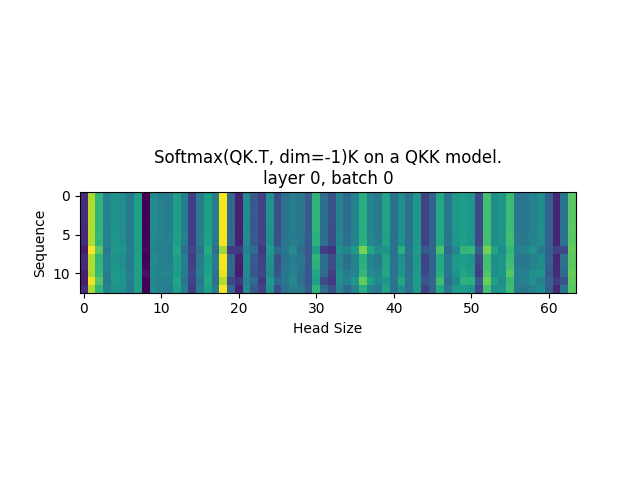 Softmax(QK.T, dim=-1)K on a QKK model.
layer 0, batch 0
0
5
10
Sequence
0 10 20 30 40 50 60
Head Size